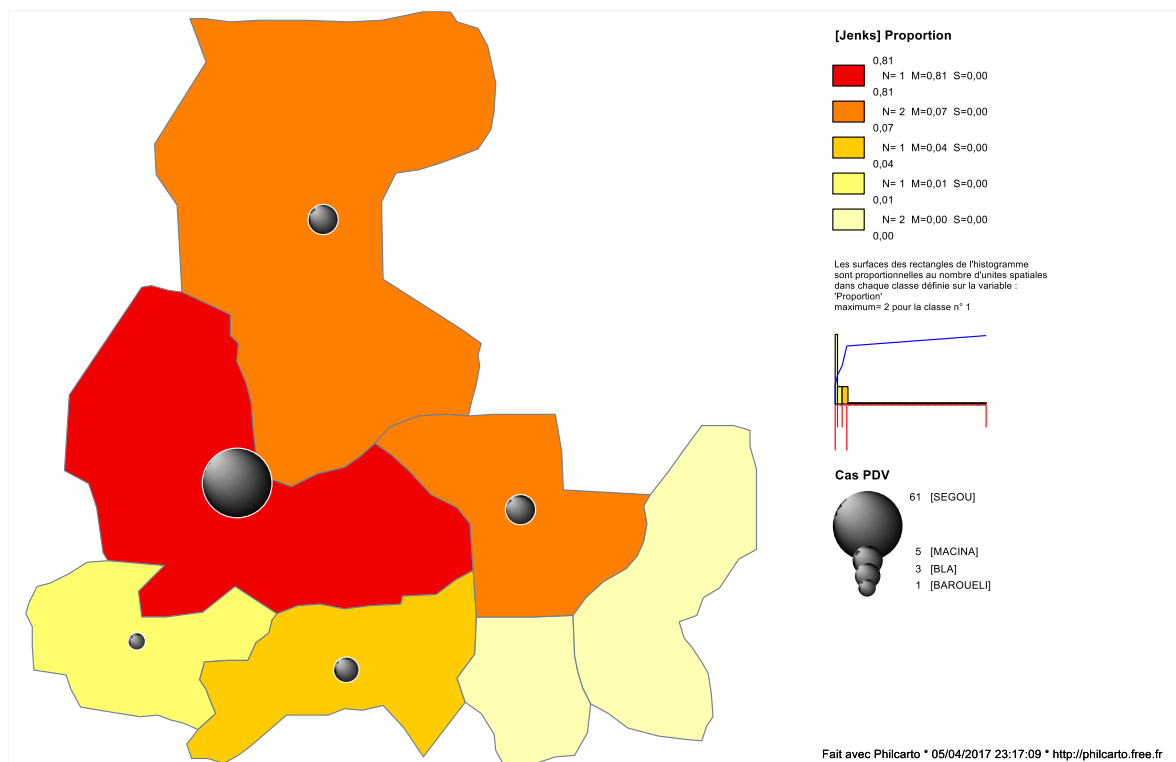 [Jenks] Proportion
0,81
N= 1 M=0,81 S=0,00
0,81
N= 2 M=0,07 S=0,00
0,07
N= 1 M=0,04 S=0,00
0,04
N= 1 M=0,01 S=0,00
0,01
N= 2 M=0,00 S=0,00
0,00
Les surfaces des rectangles de l'histogramme
sont proportionnelles au nombre d'unites spatiales
dans chaque classe définie sur la variable :
'Proportion'
maximum= 2 pour la classe n° 1
Cas PDV
61 [SEGOU]
5 [MACINA]
3 [BLA]
1 [BAROUELI]
Fait avec Philcarto * 05/04/2017 23:17:09 * http://philcarto.free.fr